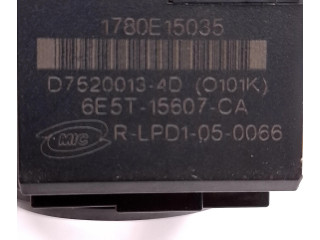 1780E15035
D7520013-4D (O101K)
6E5T-15607-CA
MIC R-LPD1-05-0066